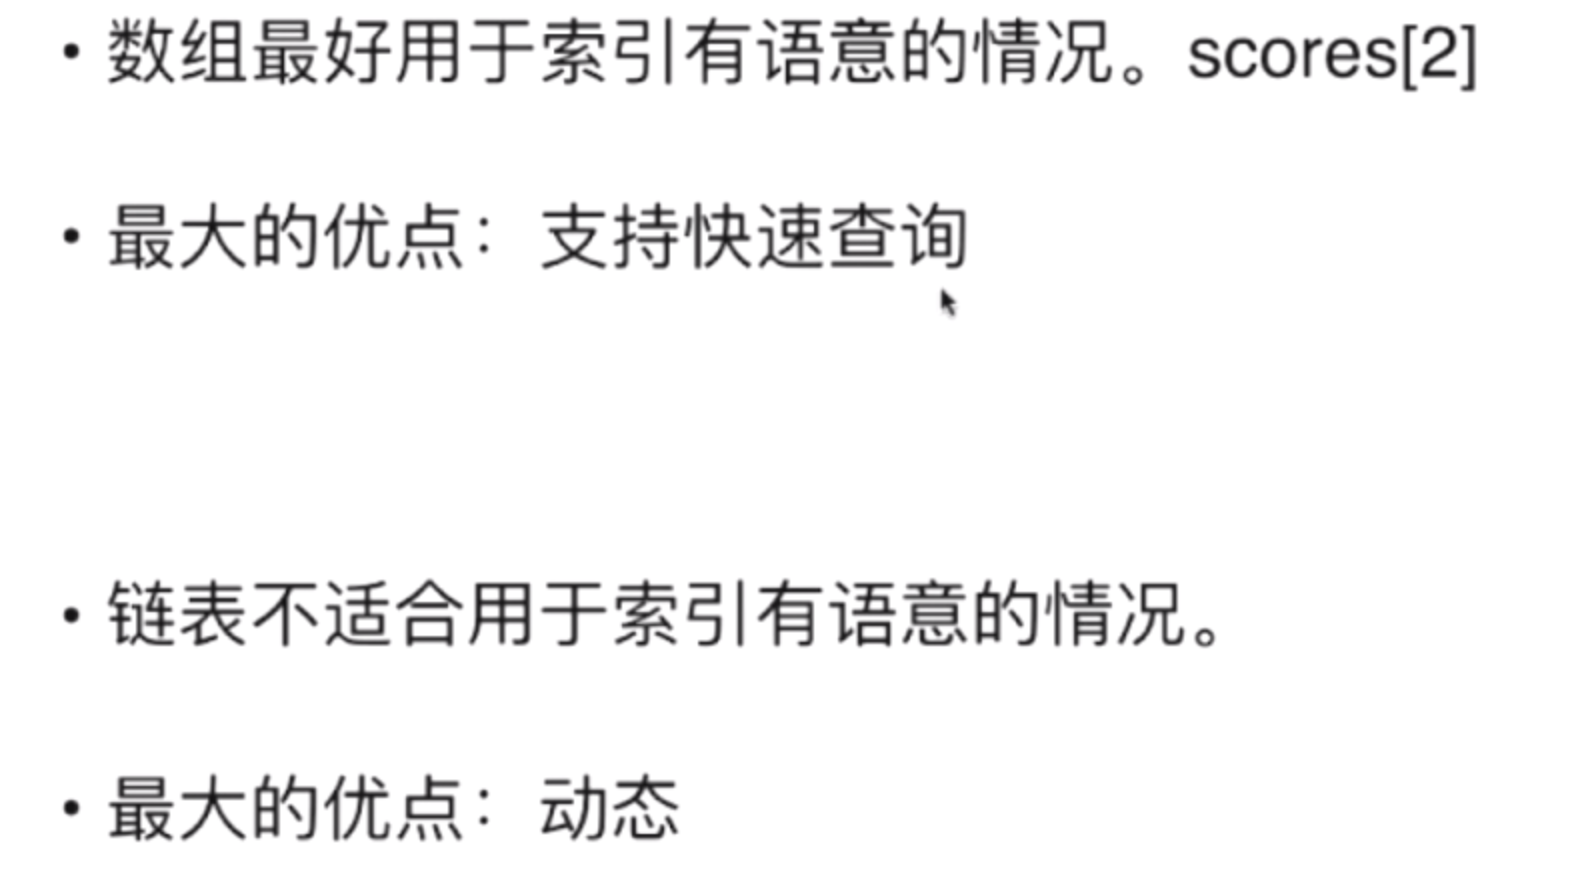 • 数组最好用于索引有语意的情况。scores[2]
• 最大的优点：支持快速查询
• 链表不适合用于索引有语意的情况。
• 最大的优点：动态